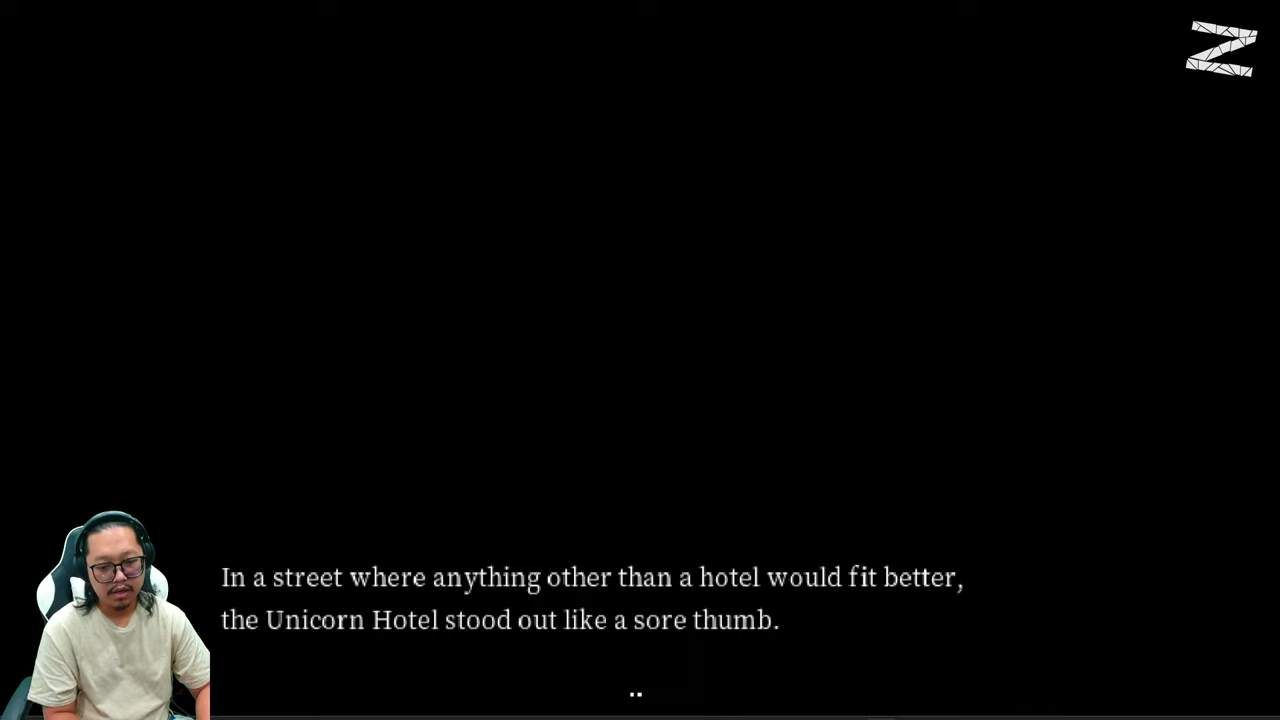 Z
In a street where anything other than a hotel would fit better,
the Unicorn Hotel stood out like a sore thumb.
..